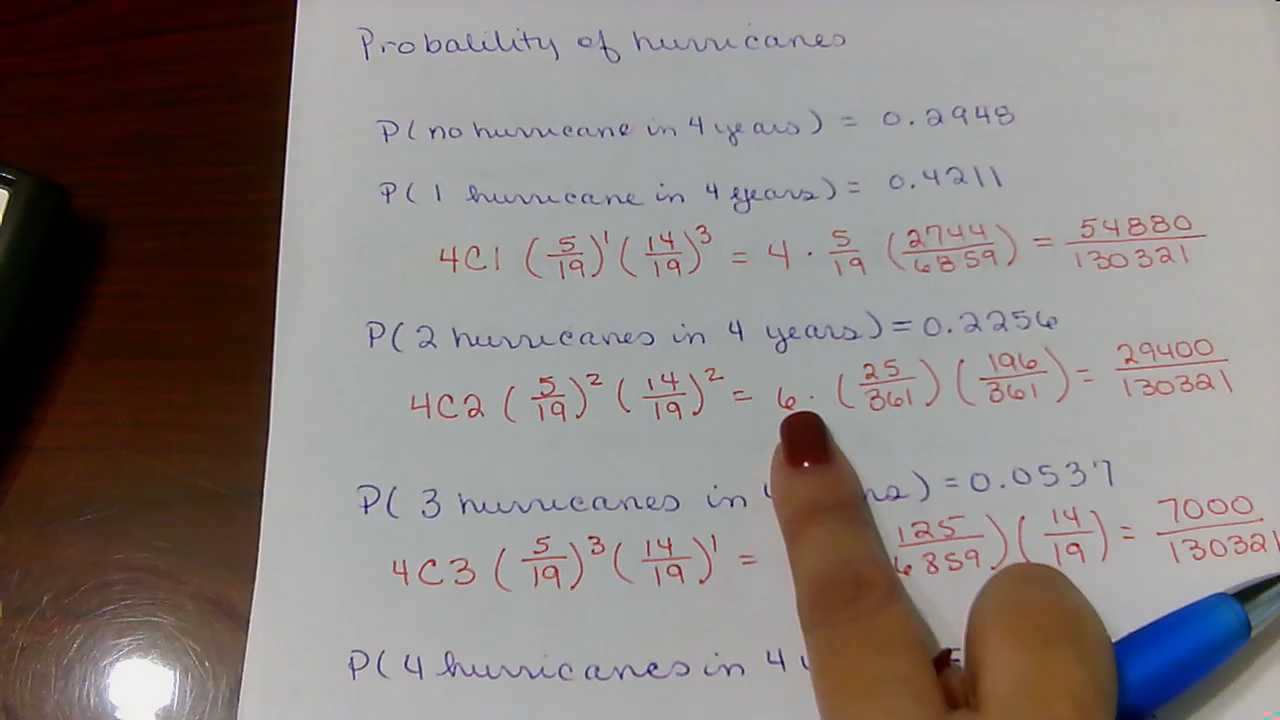 Probability of hurricanes
P(no hurricane in 4 years) = 0.2948
P(1 hurricane in 4 years) = 0.4211
4C1 (5/19)¹ (14/19)³ = 4 · 5/19 (2744/6859) = 54880/130321
P(2 hurricanes in 4 years) = 0.2256
4C2 (5/19)² (14/19)² = 6 · (25/361) (196/361) = 29400/130321
P(3 hurricanes in ) = 0.0537
4C3 (5/19)³ (14/19)¹ = 125/6859) (14/19) = 7000/130321
P(4 hurricanes in 4